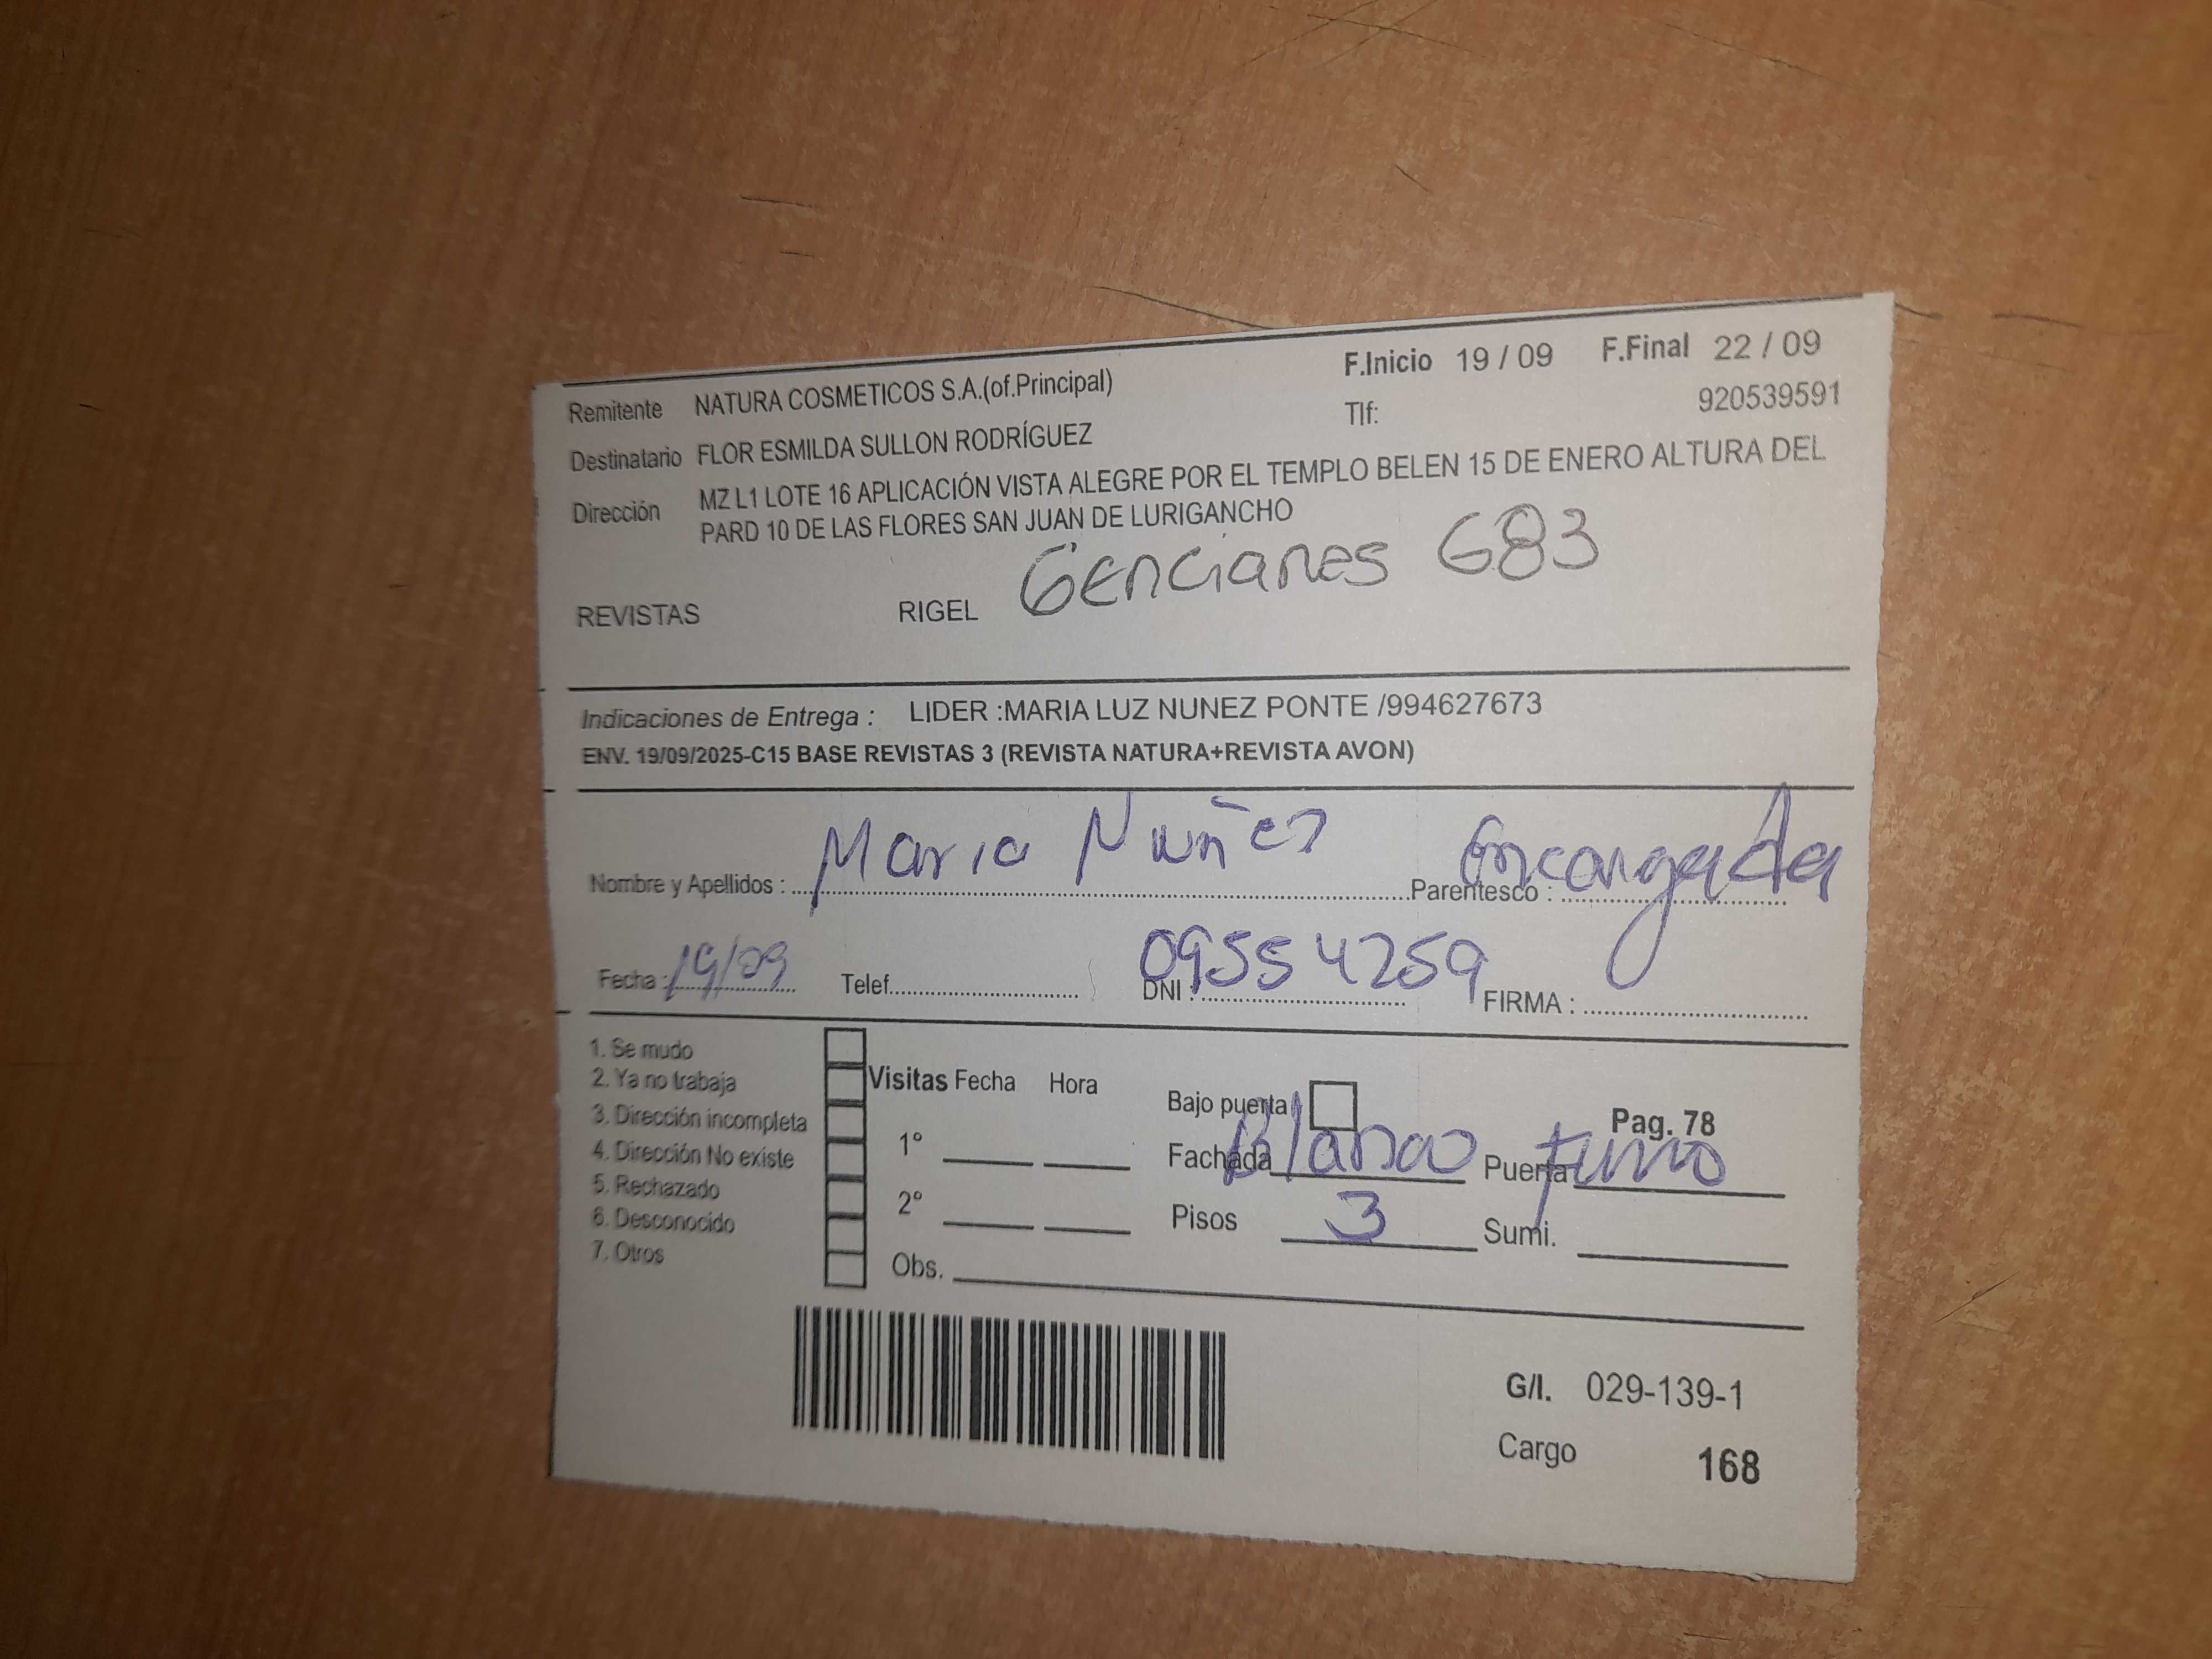 F.Inicio 19 / 09 F.Final 22 / 09
Remitente NATURA COSMETICOS S.A.(of.Principal)
Tlf: 920539591
Destinatario FLOR ESMILDA SULLON RODRÍGUEZ
Dirección MZ L1 LOTE 16 APLICACIÓN VISTA ALEGRE POR EL TEMPLO BELEN 15 DE ENERO ALTURA DEL
PARD 10 DE LAS FLORES SAN JUAN DE LURIGANCHO
Gencianes 683
REVISTAS RIGEL
Indicaciones de Entrega : LIDER :MARIA LUZ NUNEZ PONTE /994627673
ENV. 19/09/2025-C15 BASE REVISTAS 3 (REVISTA NATURA+REVISTA AVON)
Nombre y Apellidos : Maria Nuñez Parentesco : Encargada
Fecha : 19/09 Telef. DNI : 09554259 FIRMA :
1. Se mudo
2. Ya no trabaja
3. Dirección incompleta
4. Dirección No existe
5. Rechazado
6. Desconocido
7. Otros
Visitas Fecha Hora
1°
2°
Obs.
Bajo puerta
Pag. 78
Fachada Blanco Puerta
Pisos 3 Sumi.
G/I. 029-139-1
Cargo 168